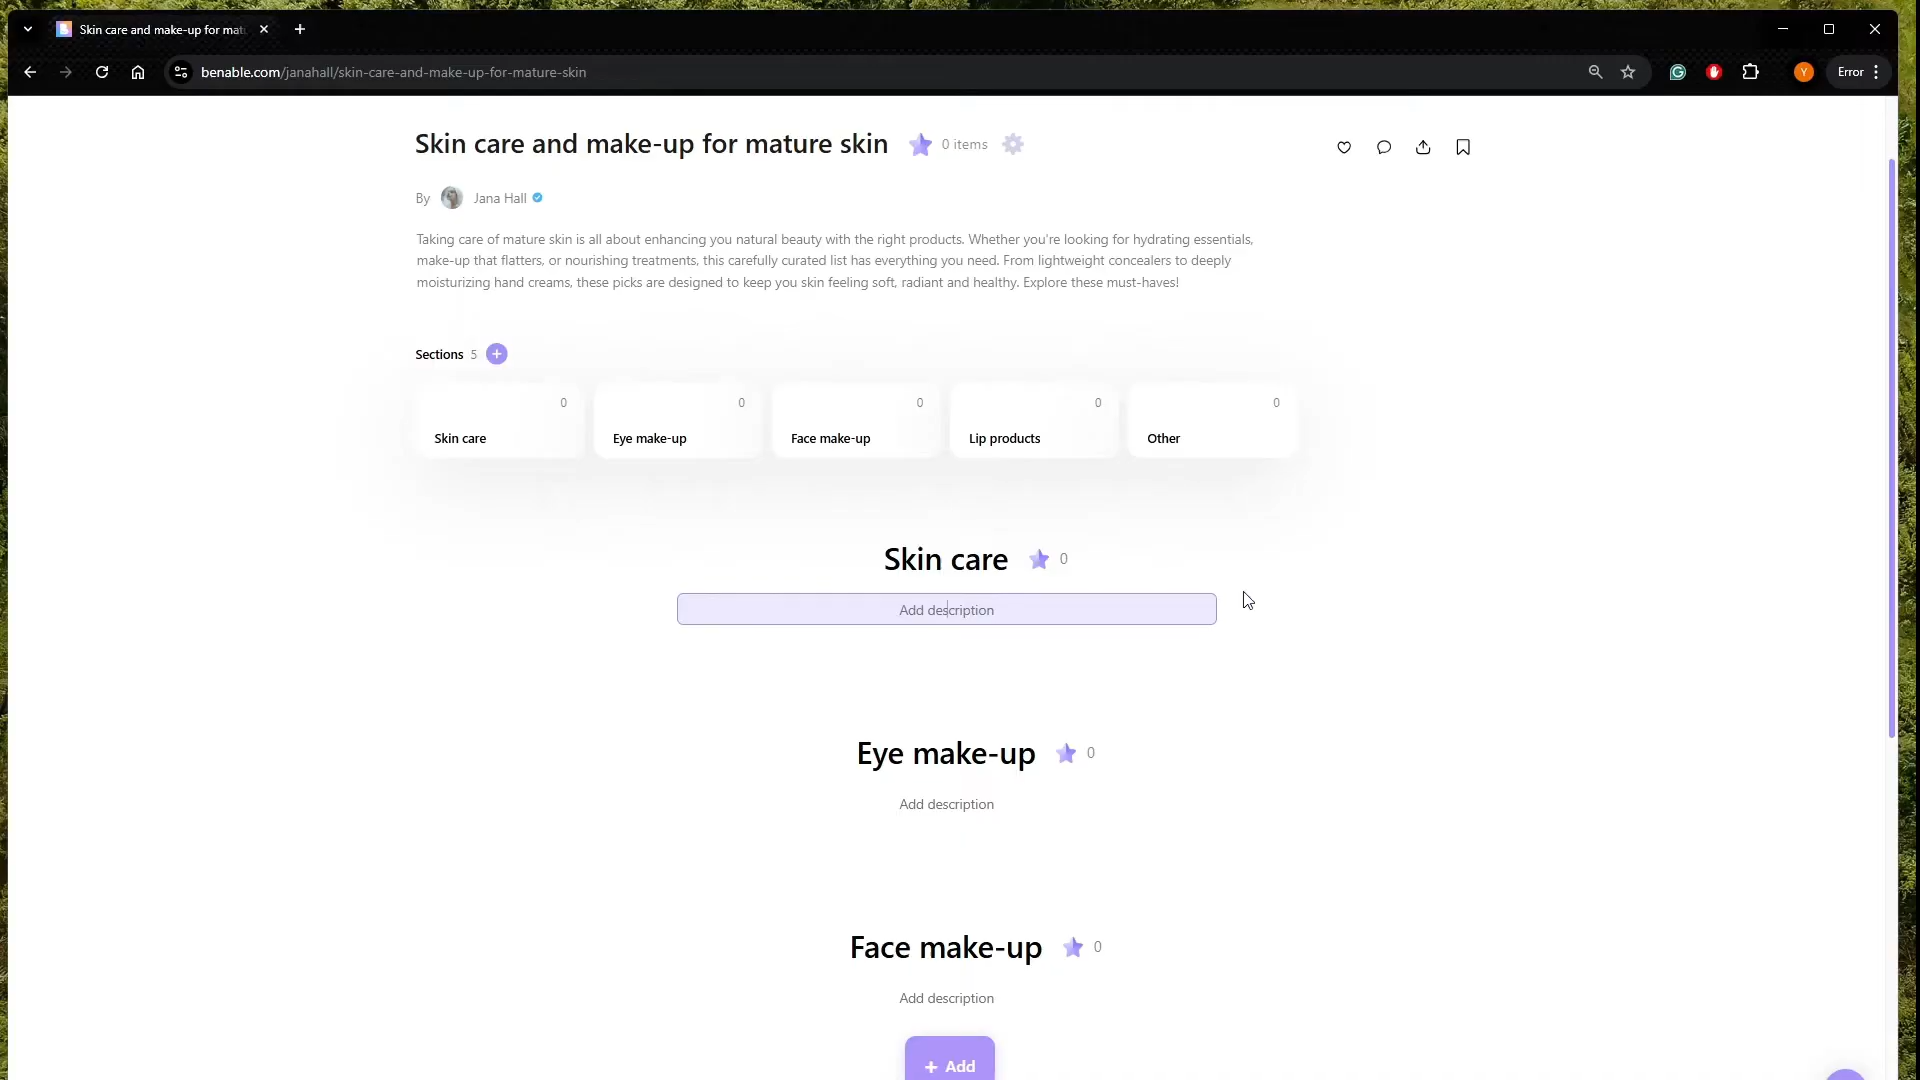 Skin care and make-up for mat
benable.com/janahall/skin-care-and-make-up-for-mature-skin
Y
Error
Skin care and make-up for mature skin 0 items
By Jana Hall
Taking care of mature skin is all about enhancing you natural beauty with the right products. Whether you're looking for hydrating essentials,
make-up that flatters, or nourishing treatments, this carefully curated list has everything you need. From lightweight concealers to deeply
moisturizing hand creams, these picks are designed to keep you skin feeling soft, radiant and healthy. Explore these must-haves!
Sections 5 +
0 0 0 0 0
Skin care Eye make-up Face make-up Lip products Other
Skin care 0
Add description
Eye make-up 0
Add description
Face make-up 0
Add description
+ Add